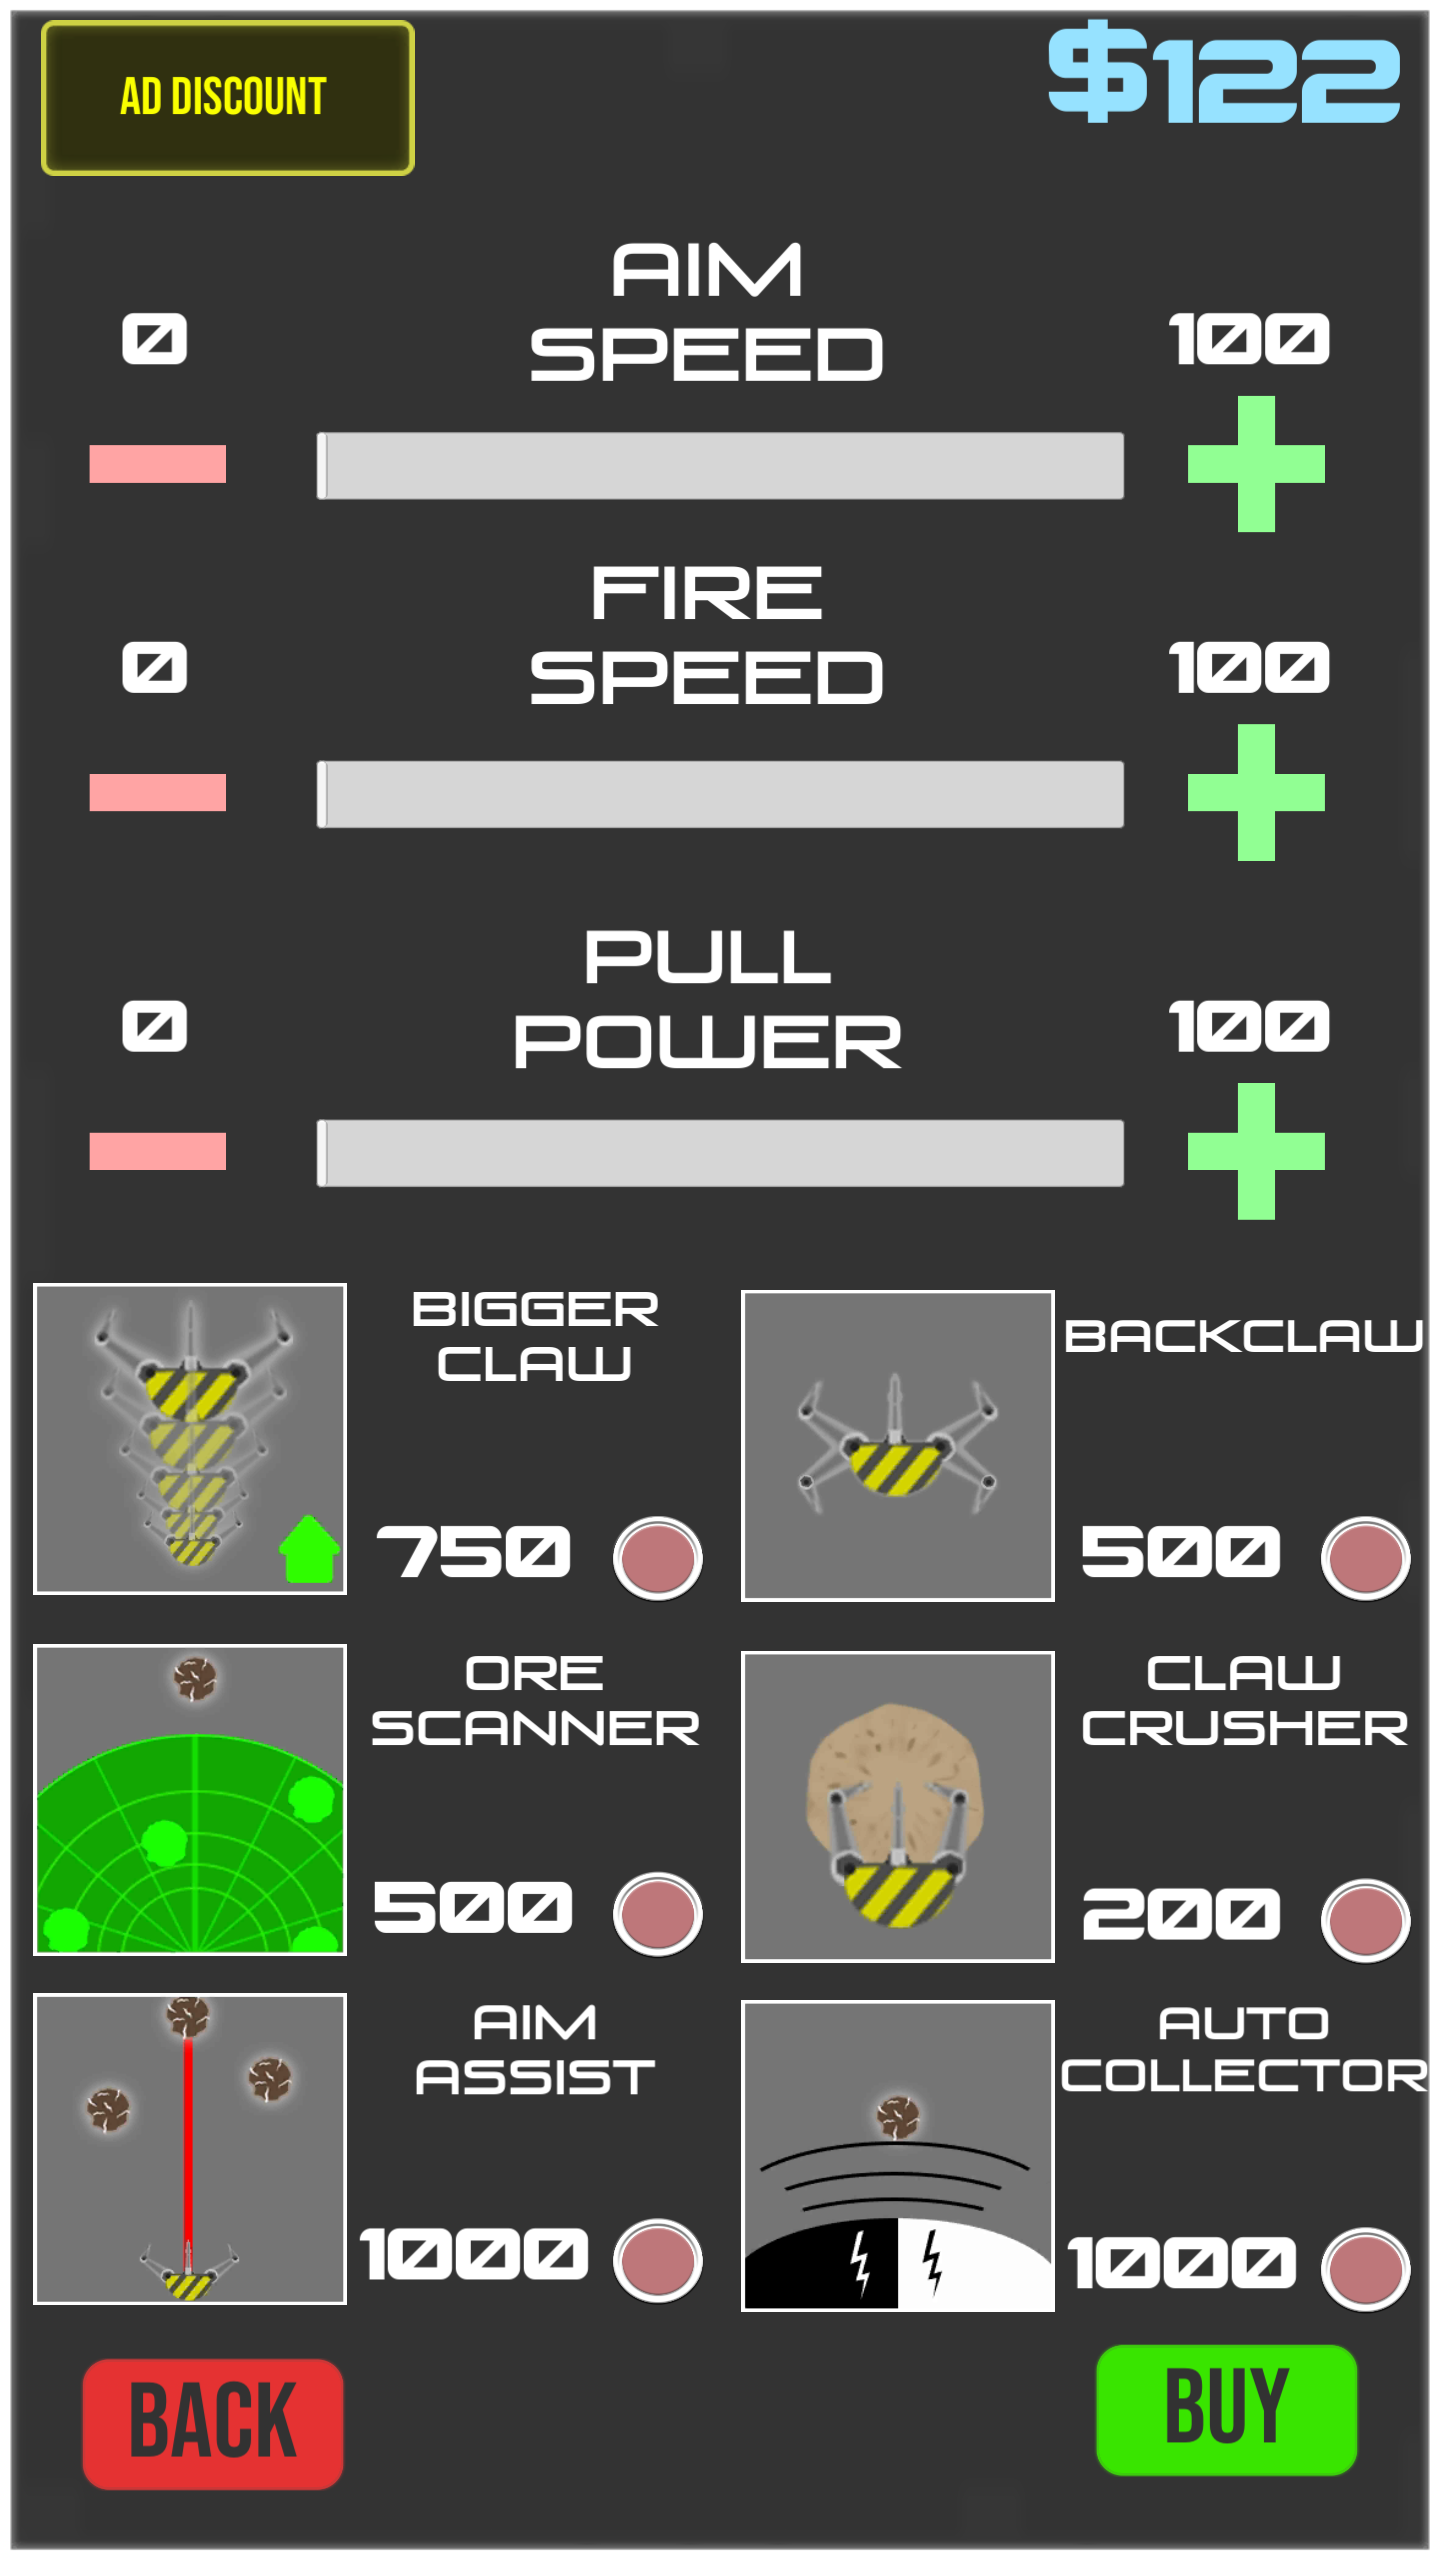 AD DISCOUNT
$122
AIM
SPEED
0
100
FIRE
SPEED
0
100
PULL
POWER
0
100
BIGGER
CLAW
750
BACKCLAW
500
ORE
SCANNER
500
CLAW
CRUSHER
200
AIM
ASSIST
1000
AUTO
COLLECTOR
1000
BACK
BUY